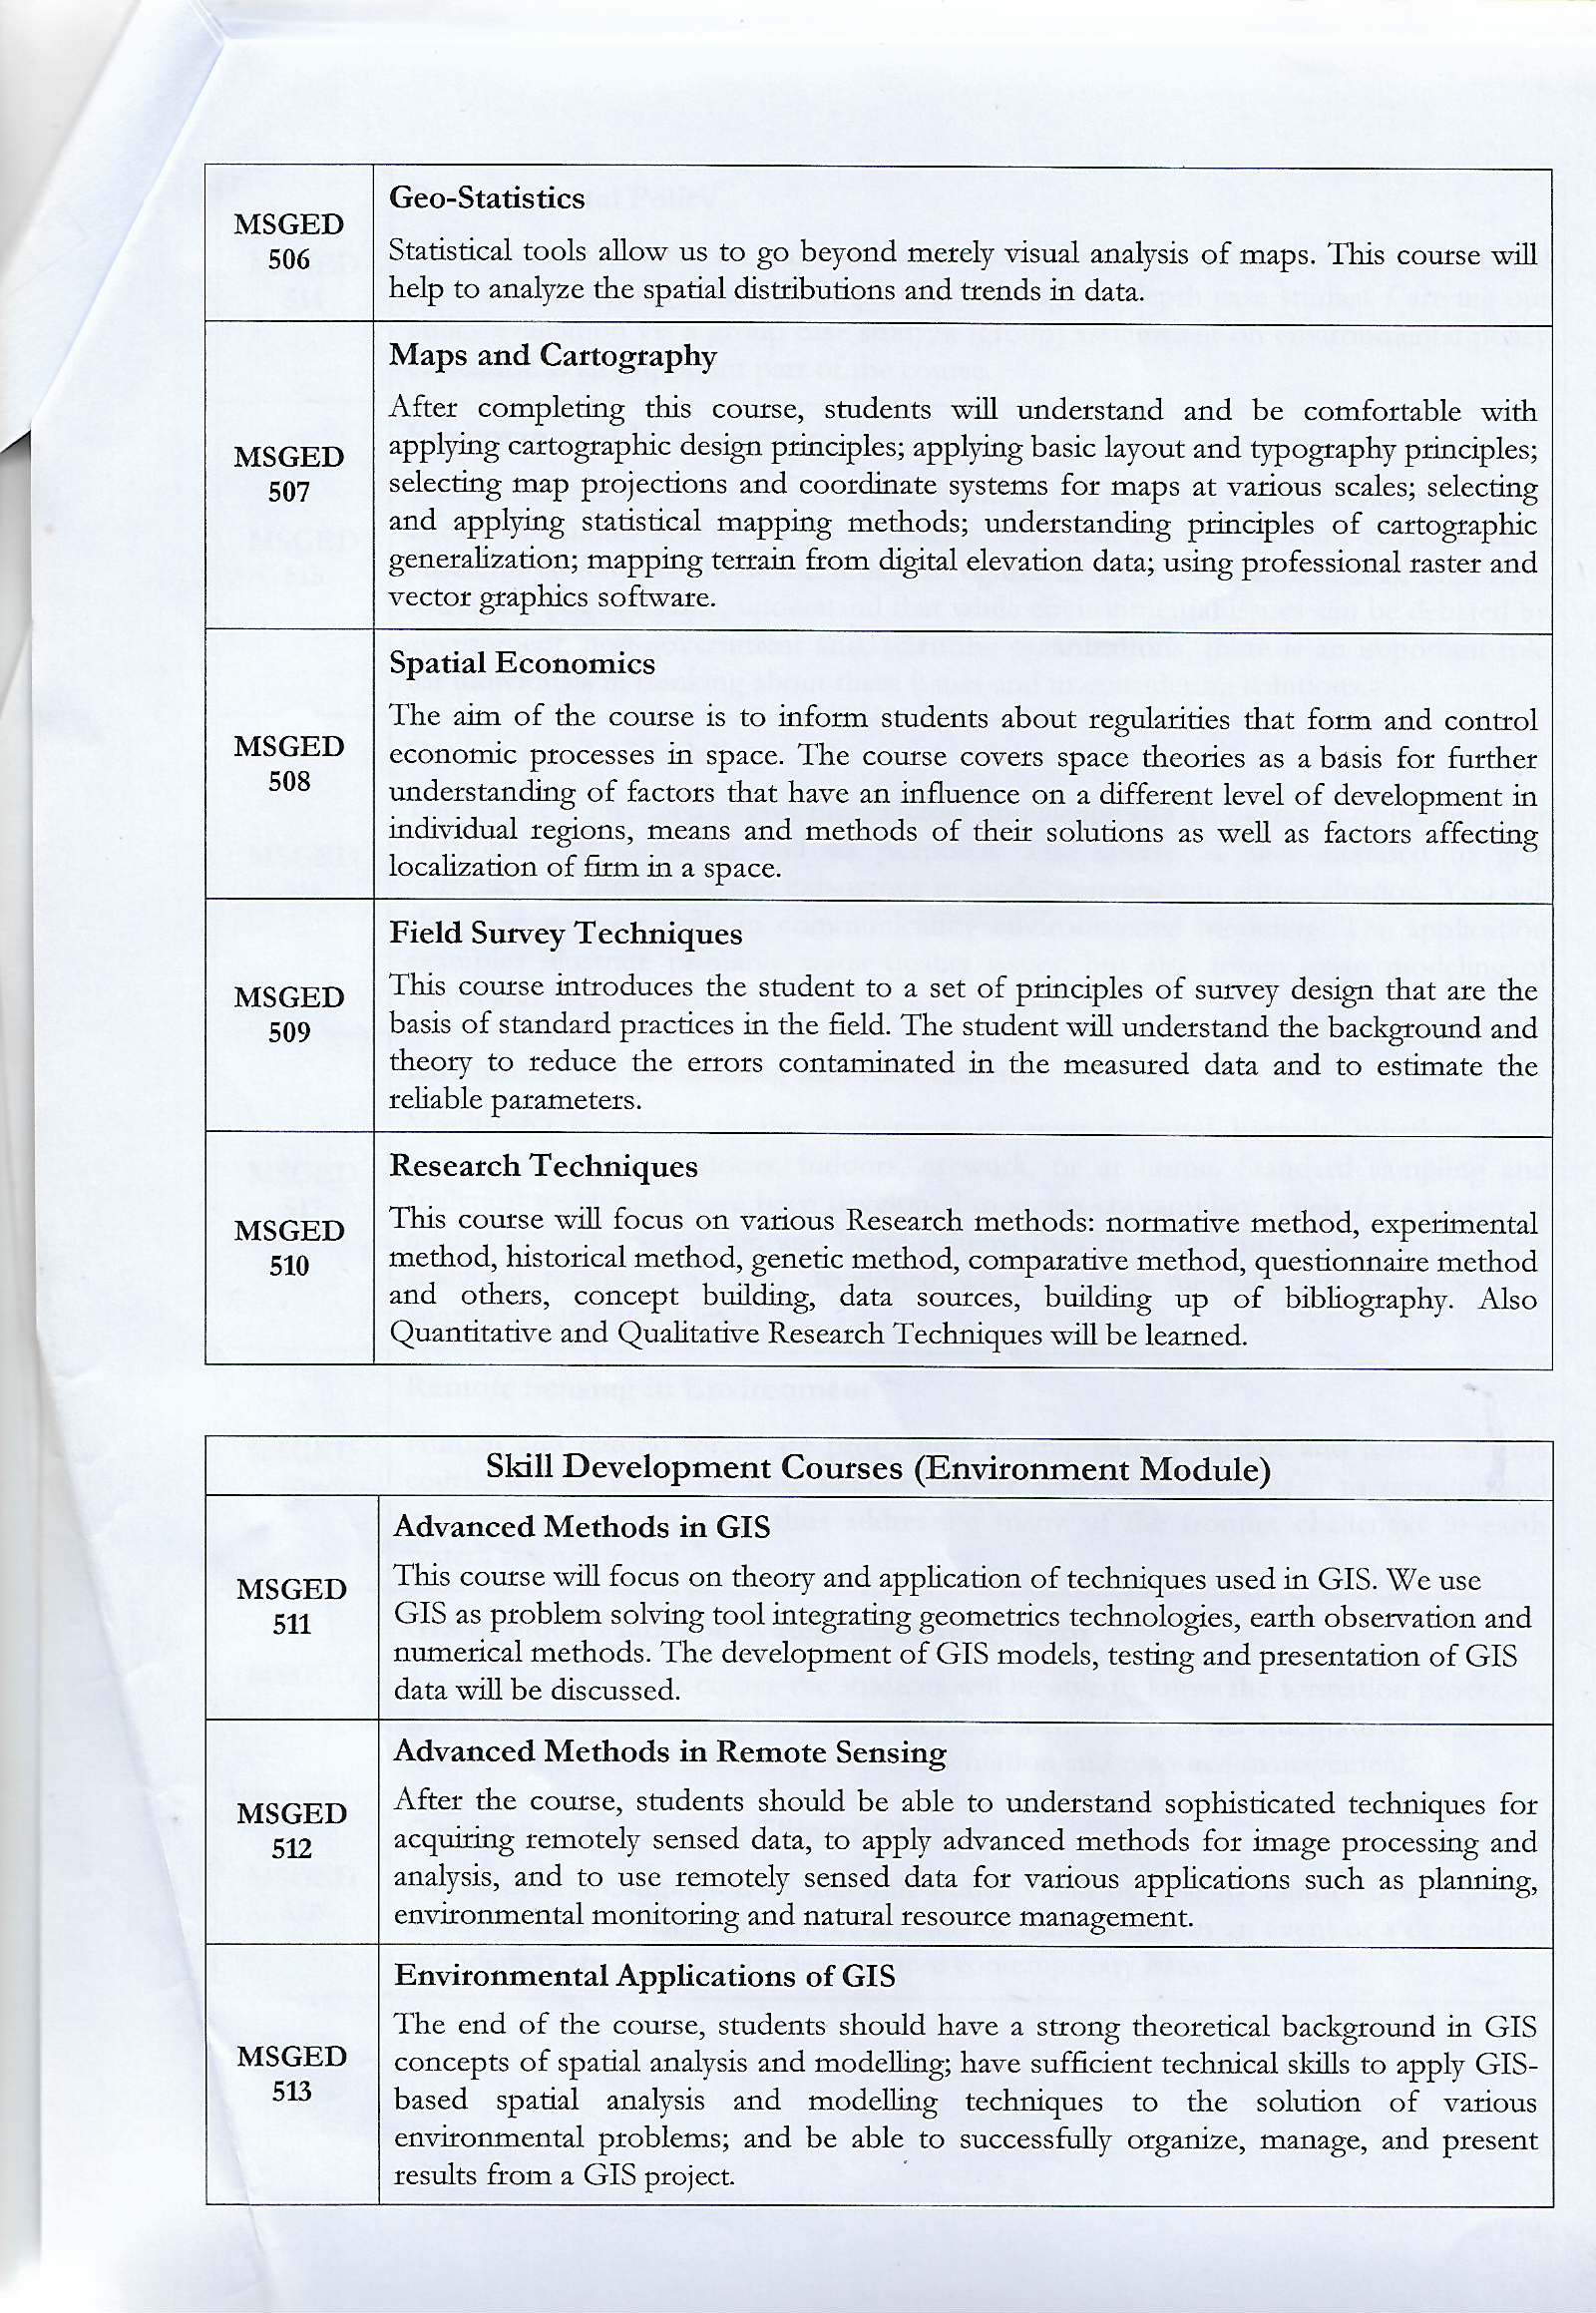 Geo-Statistics
MSGED
506
Statistical tools allow us to go beyond merely visual analysis of maps. This course will
help to analyze the spatial distributions and trends in data.
Maps and Cartography
MSGED
507
After completing this course, students will understand and be comfortable with
applying cartographic design principles; applying basic layout and typography principles;
selecting map projections and coordinate systems for maps at various scales; selecting
and applying statistical mapping methods; understanding principles of cartographic
generalization; mapping terrain from digital elevation data; using professional raster and
vector graphics software.
Spatial Economics
MSGED
508
The aim of the course is to inform students about regularities that form and control
economic processes in space. The course covers space theories as a basis for further
understanding of factors that have an influence on a different level of development in
individual regions, means and methods of their solutions as well as factors affecting
localization of firm in a space.
Field Survey Techniques
MSGED
509
This course introduces the student to a set of principles of survey design that are the
basis of standard practices in the field. The student will understand the background and
theory to reduce the errors contaminated in the measured data and to estimate the
reliable parameters.
Research Techniques
MSGED
510
This course will focus on various Research methods: normative method, experimental
method, historical method, genetic method, comparative method, questionnaire method
and others, concept building, data sources, building up of bibliography. Also
Quantitative and Qualitative Research Techniques will be learned.
Skill Development Courses (Environment Module)
Advanced Methods in GIS
MSGED
511
This course will focus on theory and application of techniques used in GIS. We use
GIS as problem solving tool integrating geometrics technologies, earth observation and
numerical methods. The development of GIS models, testing and presentation of GIS
data will be discussed.
Advanced Methods in Remote Sensing
MSGED
512
After the course, students should be able to understand sophisticated techniques for
acquiring remotely sensed data, to apply advanced methods for image processing and
analysis, and to use remotely sensed data for various applications such as planning,
environmental monitoring and natural resource management.
Environmental Applications of GIS
MSGED
513
The end of the course, students should have a strong theoretical background in GIS
concepts of spatial analysis and modelling; have sufficient technical skills to apply GIS-
based spatial analysis and modelling techniques to the solution of various
environmental problems; and be able to successfully organize, manage, and present
results from a GIS project.